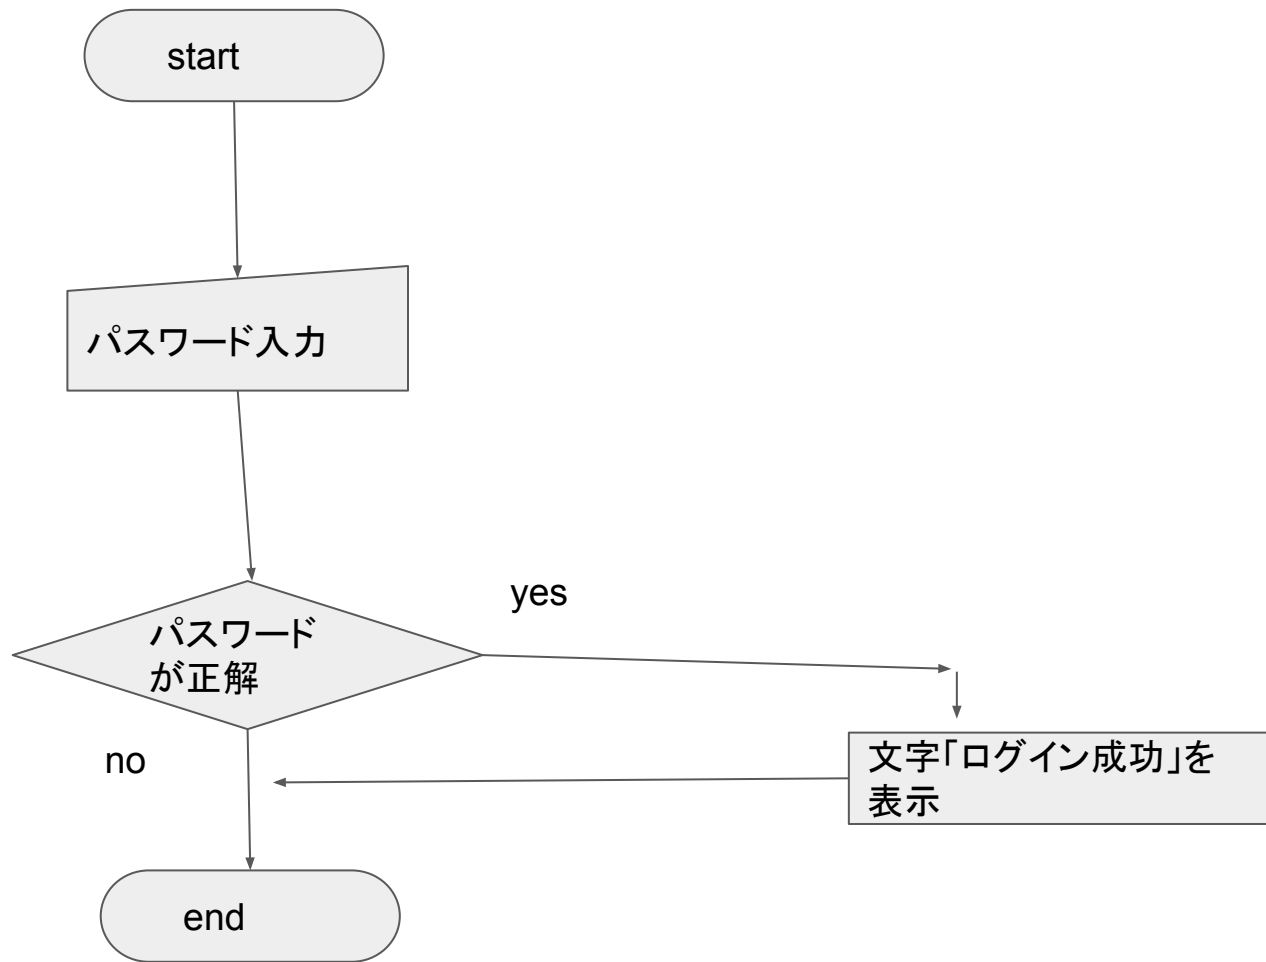 start
パスワード入力
yes
パスワード
が正解
no
文字「ログイン成功」を
表示
end